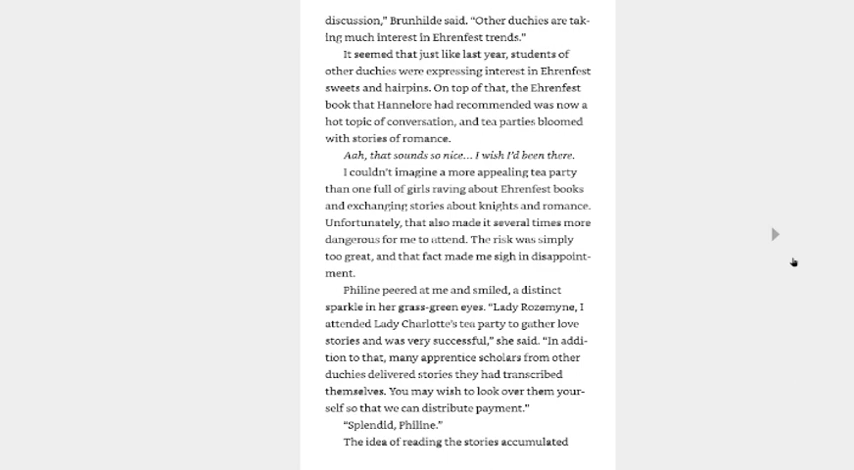 discussion,” Brunhilde said. “Other duchies are tak-
ing much interest in Ehrenfest trends.”
It seemed that just like last year, students of
other duchies were expressing interest in Ehrenfest
sweets and hairpins. On top of that, the Ehrenfest
book that Hannelore had recommended was now a
hot topic of conversation, and tea parties bloomed
with stories of romance.
Aah, that sounds so nice... I wish I’d been there.
I couldn’t imagine a more appealing tea party
than one full of girls raving about Ehrenfest books
and exchanging stories about knights and romance.
Unfortunately, that also made it several times more
dangerous for me to attend. The risk was simply
too great, and that fact made me sigh in disappoint-
ment.
Philine peered at me and smiled, a distinct
sparkle in her grass-green eyes. “Lady Rozemyne, I
attended Lady Charlotte’s tea party to gather love
stories and was very successful,” she said. “In addi-
tion to that, many apprentice scholars from other
duchies delivered stories they had transcribed
themselves. You may wish to look over them your-
self so that we can distribute payment.”
“Splendid, Philine.”
The idea of reading the stories accumulated